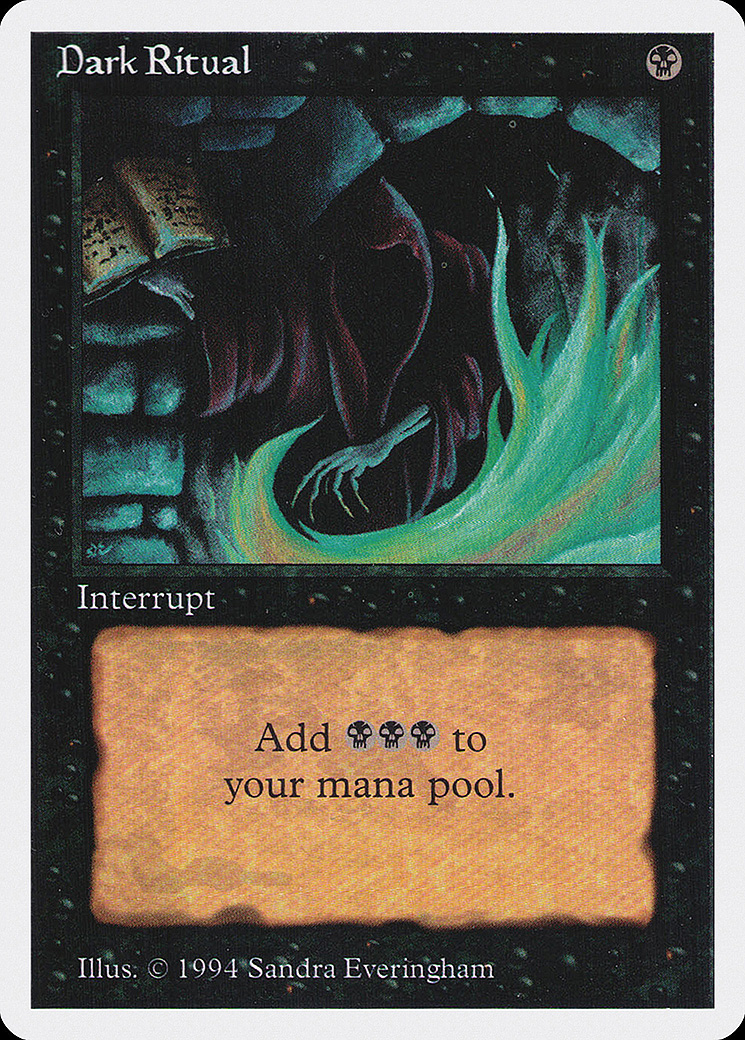 Dark Ritual
Interrupt
Add to
your mana pool.
Illus. © 1994 Sandra Everingham